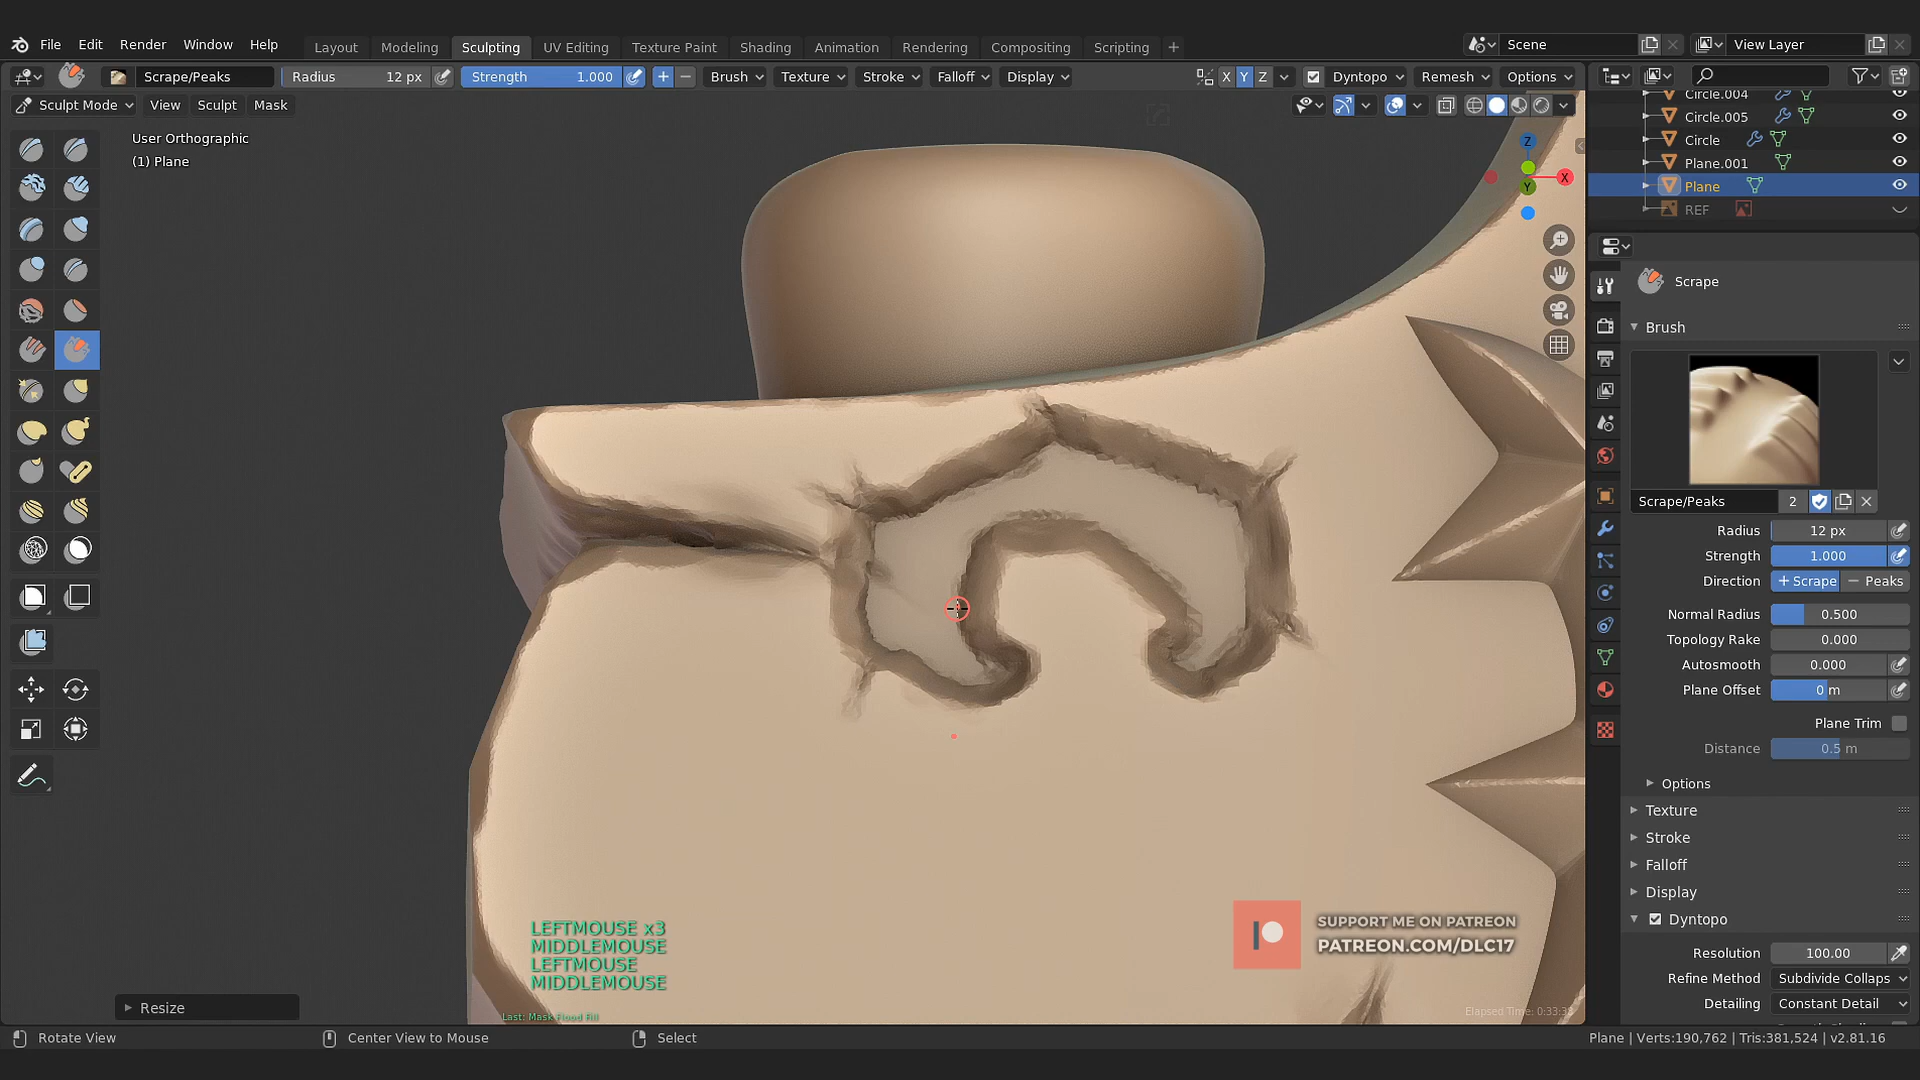 File Edit Render Window Help Layout Modeling Sculpting UV Editing Texture Paint Shading Animation Rendering Compositing Scripting + Scene View Layer
Scrape/Peaks Radius 12 px Strength 1.000 + − Brush Texture Stroke Falloff Display X Y Z Dyntopo Remesh Options
Sculpt Mode View Sculpt Mask
User Orthographic
(1) Plane
Z
X
Y
Circle.004
Circle.005
Circle
Plane.001
Plane
REF
Scrape
Brush
Scrape/Peaks 2
Radius 12 px
Strength 1.000
Direction + Scrape − Peaks
Normal Radius 0.500
Topology Rake 0.000
Autosmooth 0.000
Plane Offset 0 m
Plane Trim
Distance 0.5 m
Options
Texture
Stroke
Falloff
Display
Dyntopo
Resolution 100.00
Refine Method Subdivide Collaps
Detailing Constant Detail
LEFTMOUSE x3
MIDDLEMOUSE
LEFTMOUSE
MIDDLEMOUSE
Last: Mask Flood Fill
SUPPORT ME ON PATREON
PATREON.COM/DLC17
Resize
Rotate View Center View to Mouse Select Plane | Verts:190,762 | Tris:381,524 | v2.81.16